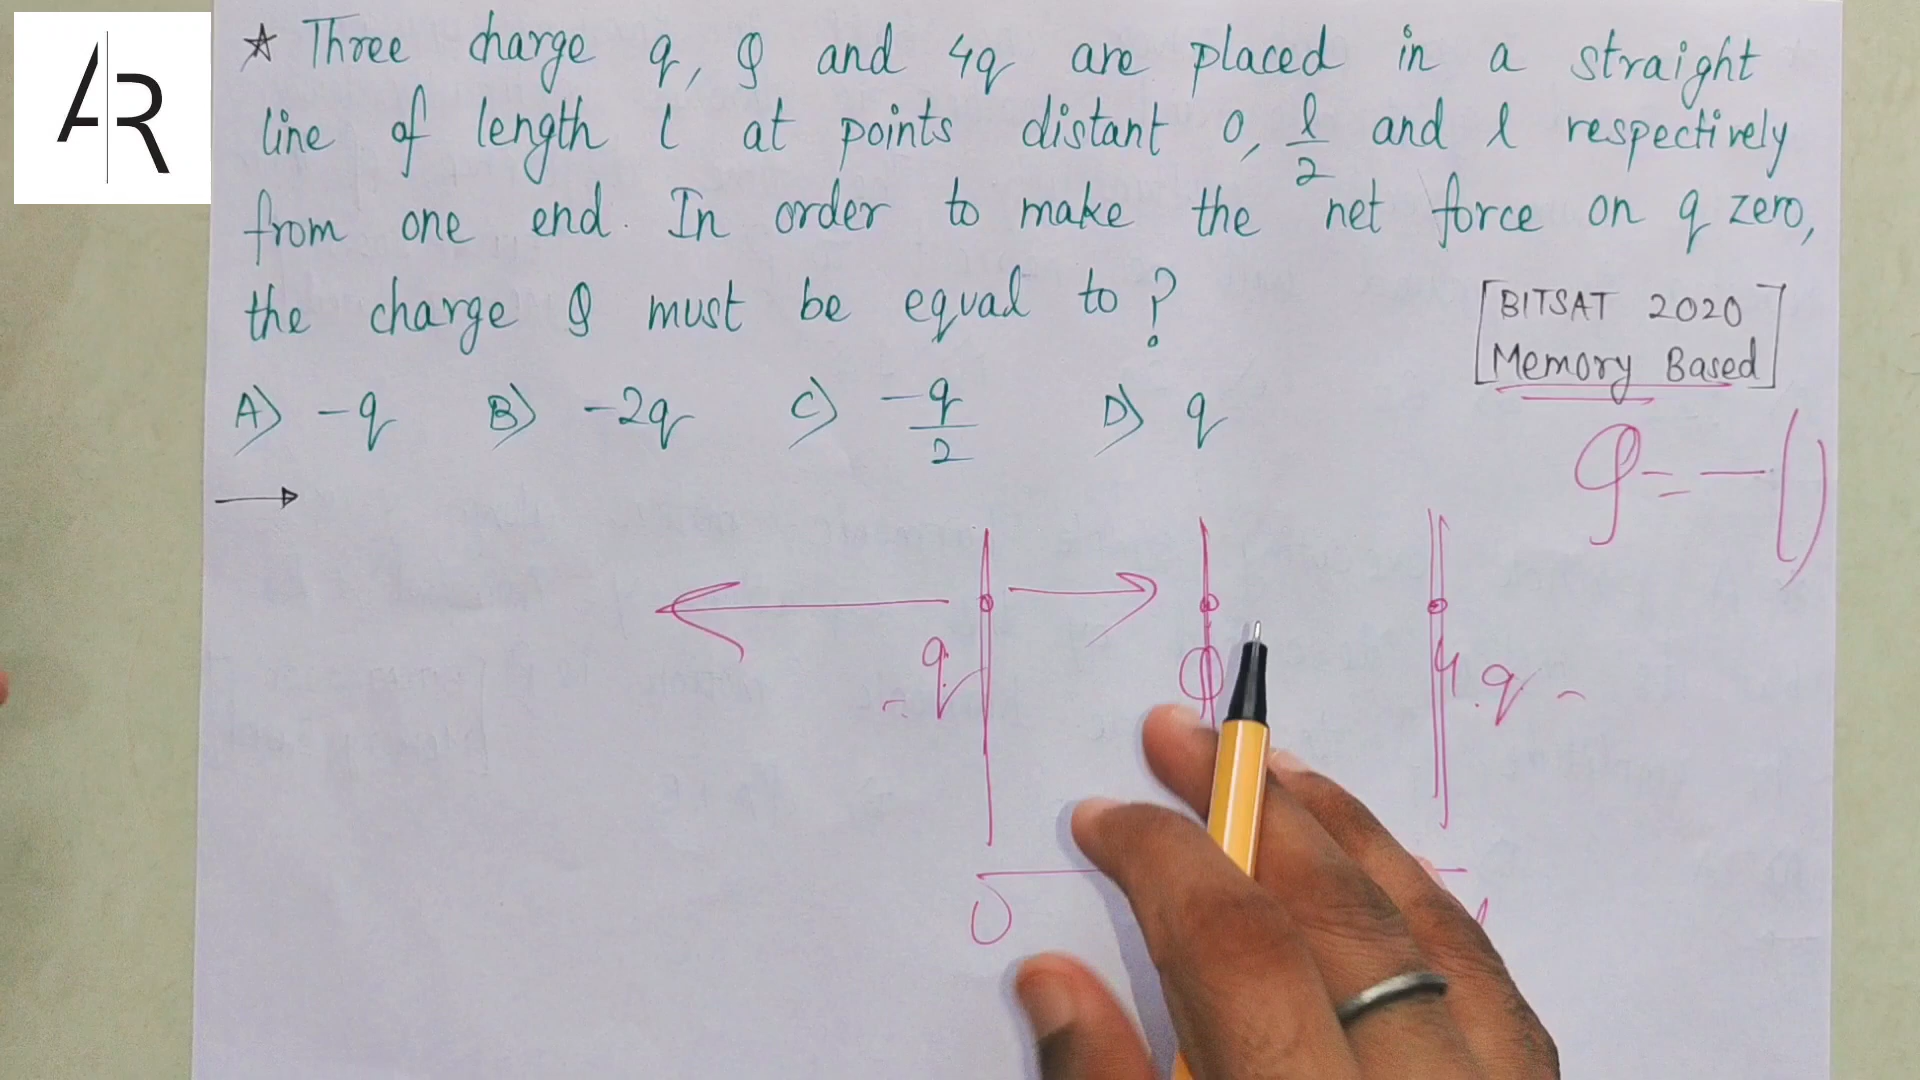 AR
☆ Three charge q, Q and 4q are placed in a straight
line of length l at points distant 0, l/2 and l respectively
from one end. In order to make the net force on q zero,
the charge Q must be equal to ?
[BITSAT 2020
Memory Based]
A) -q B) -2q C) -q/2 D) q
Q = -()
q Q 4q
0 l